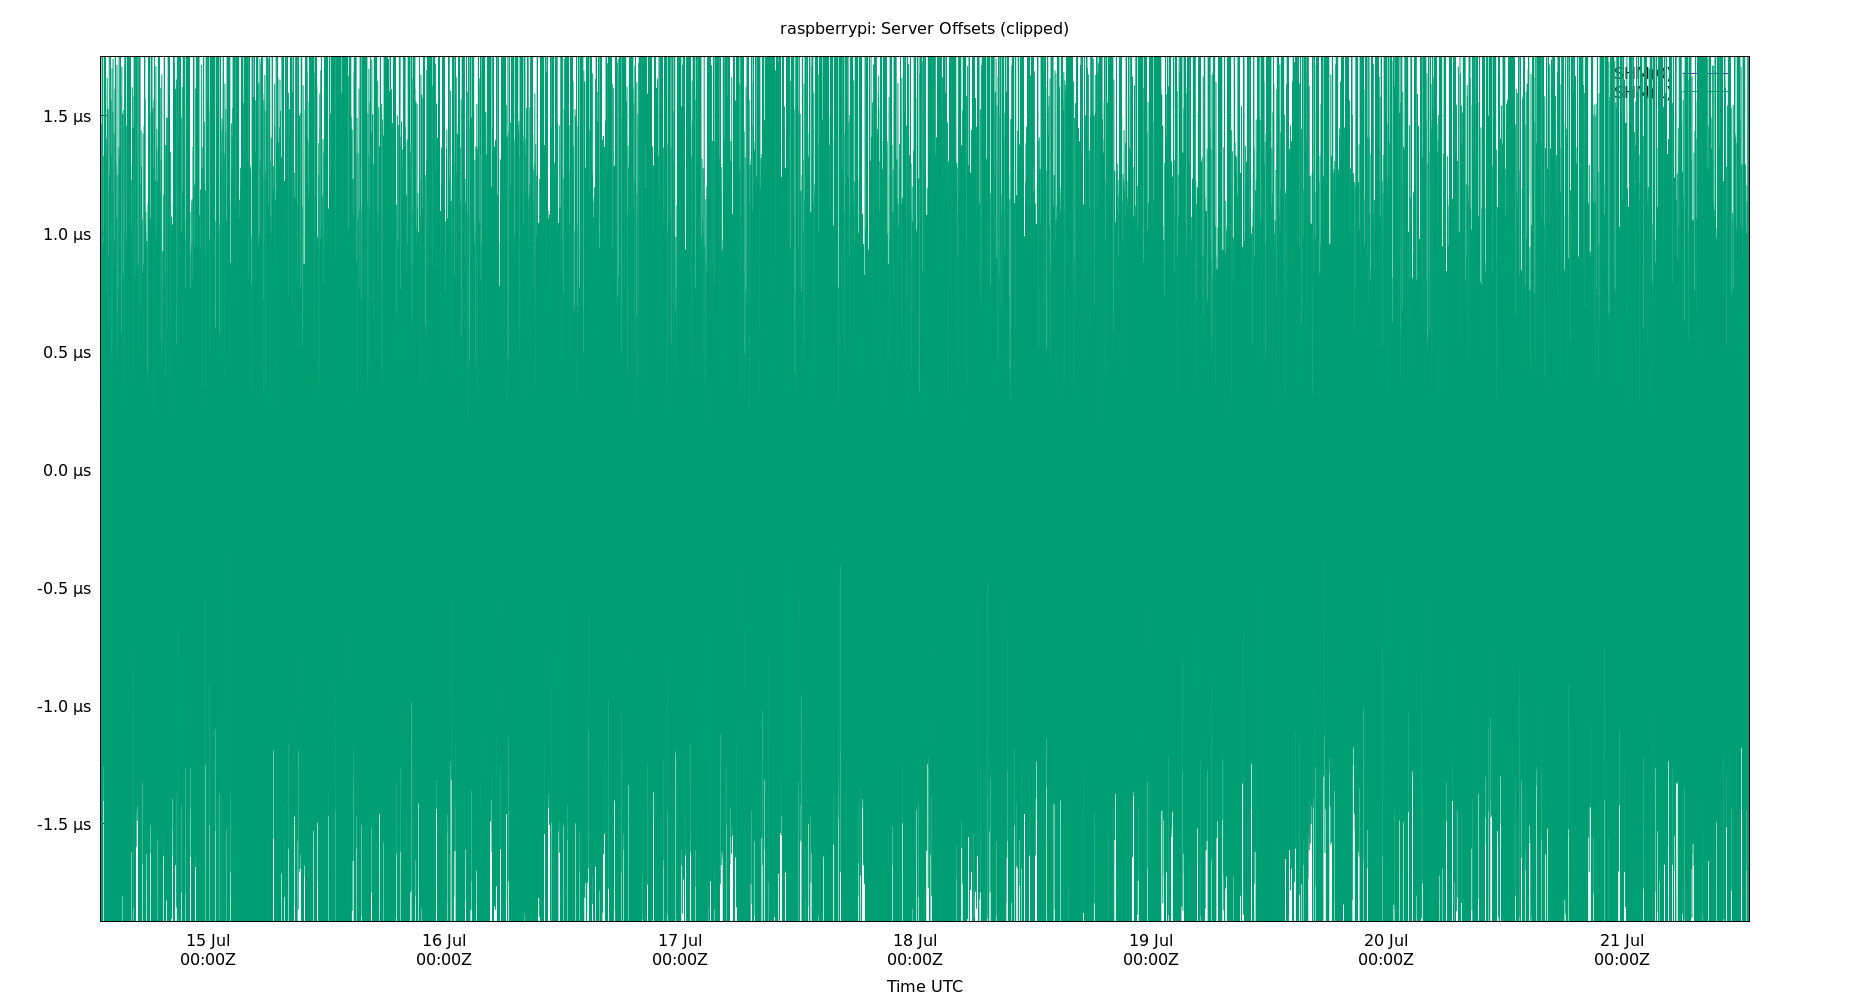 raspberrypi: Server Offsets (clipped)
1.5 µs
1.0 µs
0.5 µs
0.0 µs
-0.5 µs
-1.0 µs
-1.5 µs
15 Jul
00:00Z
16 Jul
00:00Z
17 Jul
00:00Z
18 Jul
00:00Z
19 Jul
00:00Z
20 Jul
00:00Z
21 Jul
00:00Z
Time UTC